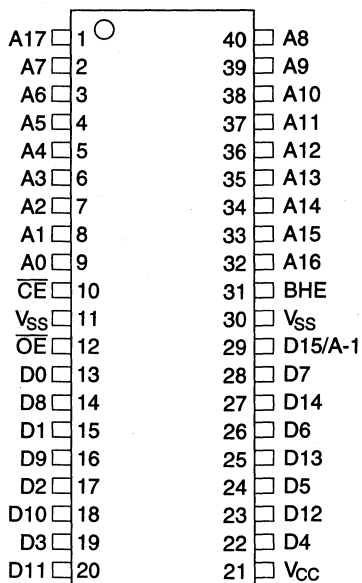 A17 1 40 A8
A7 2 39 A9
A6 3 38 A10
A5 4 37 A11
A4 5 36 A12
A3 6 35 A13
A2 7 34 A14
A1 8 33 A15
A0 9 32 A16
C̅E̅ 10 31 BHE
VSS 11 30 VSS
O̅E̅ 12 29 D15/A-1
D0 13 28 D7
D8 14 27 D14
D1 15 26 D6
D9 16 25 D13
D2 17 24 D5
D10 18 23 D12
D3 19 22 D4
D11 20 21 VCC